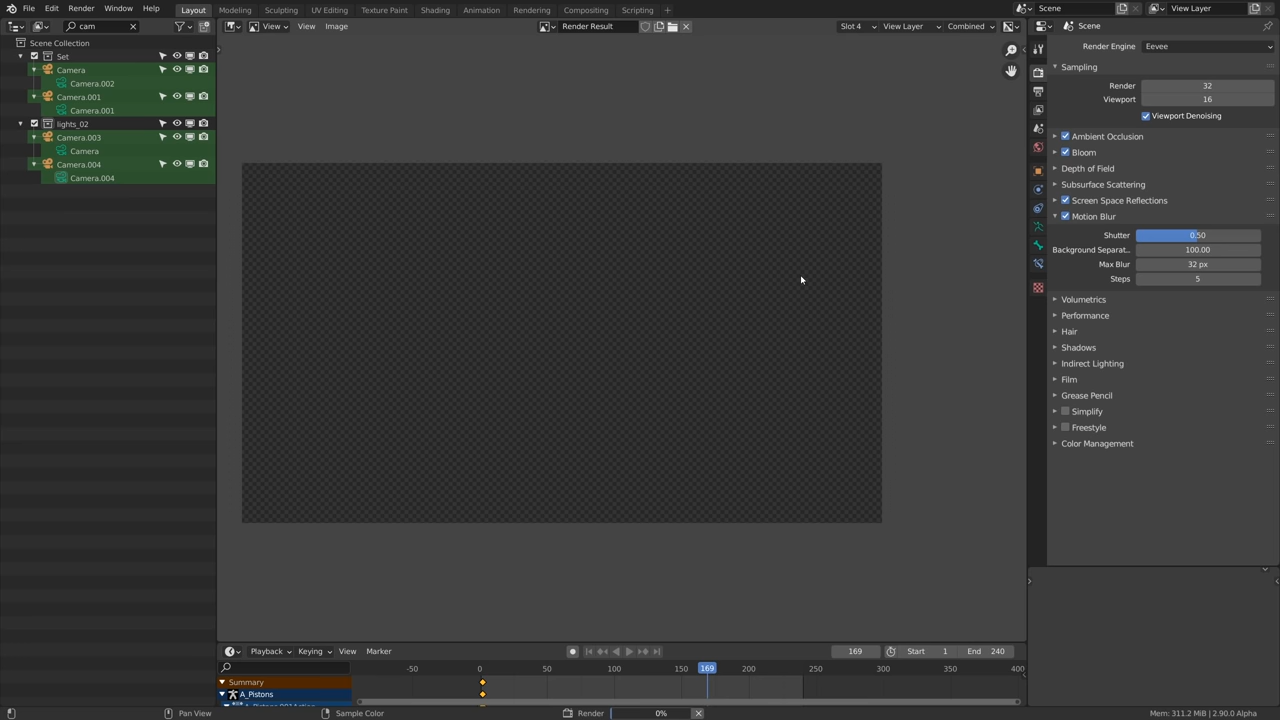 File Edit Render Window Help Layout Modeling Sculpting UV Editing Texture Paint Shading Animation Rendering Compositing Scripting + Scene View Layer
cam View View Image Render Result Slot 4 View Layer Combined Scene
Scene Collection
Set
Camera
Camera.002
Camera.001
Camera.001
lights_02
Camera.003
Camera
Camera.004
Camera.004
Render Engine Eevee
Sampling
Render 32
Viewport 16
Viewport Denoising
Ambient Occlusion
Bloom
Depth of Field
Subsurface Scattering
Screen Space Reflections
Motion Blur
Shutter 0.50
Background Separat.. 100.00
Max Blur 32 px
Steps 5
Volumetrics
Performance
Hair
Shadows
Indirect Lighting
Film
Grease Pencil
Simplify
Freestyle
Color Management
Playback Keying View Marker 169 Start 1 End 240
-50 0 50 100 150 169 200 250 300 350 400
Summary
A_Pistons
Pan View Sample Color Render 0% Mem: 311.2 MiB | 2.90.0 Alpha